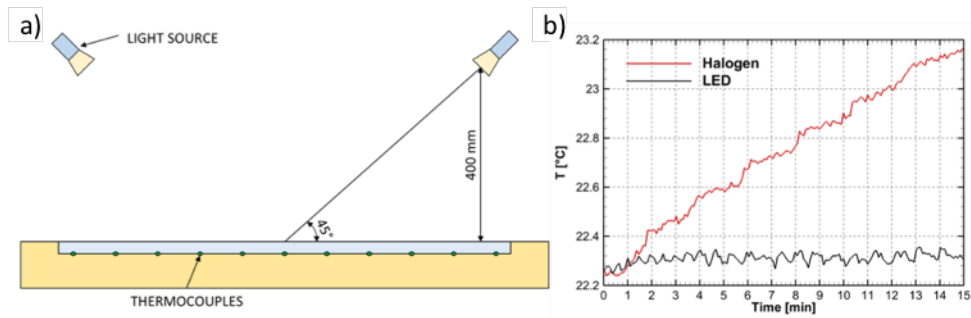 a)
LIGHT SOURCE
400 mm
45°
THERMOCOUPLES
b)
23.2
23
22.8
22.6
22.4
22.2
T [°C]
Halogen
LED
0 1 2 3 4 5 6 7 8 9 10 11 12 13 14 15
Time [min]